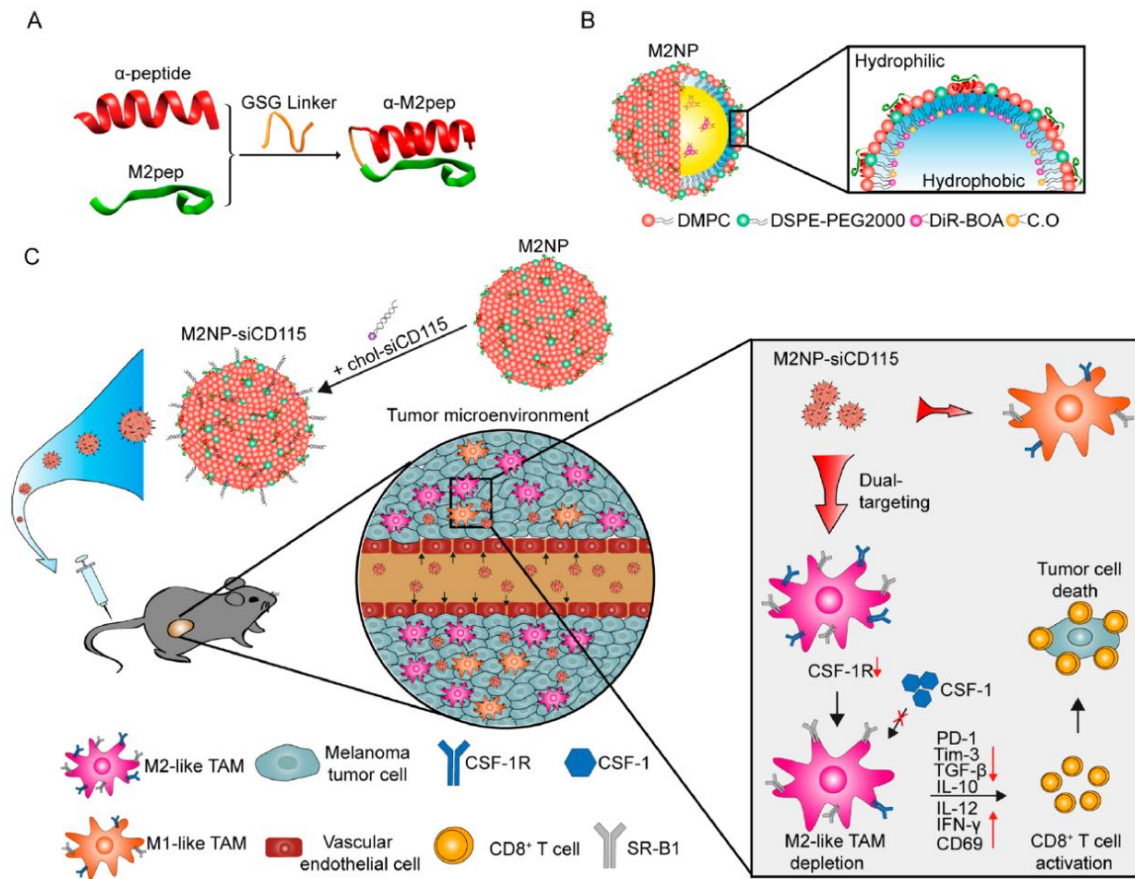 A
α-peptide
GSG Linker
α-M2pep
M2pep
B
M2NP
Hydrophilic
Hydrophobic
DMPC
DSPE-PEG2000
DiR-BOA
C.O
C
M2NP
M2NP-siCD115
+ chol-siCD115
Tumor microenvironment
M2NP-siCD115
Dual-
targeting
CSF-1R
CSF-1
M2-like TAM
depletion
PD-1
Tim-3
TGF-β
IL-10
IL-12
IFN-γ
CD69
Tumor cell
death
CD8+ T cell
activation
M2-like TAM
Melanoma
tumor cell
CSF-1R
CSF-1
M1-like TAM
Vascular
endothelial cell
CD8+ T cell
SR-B1